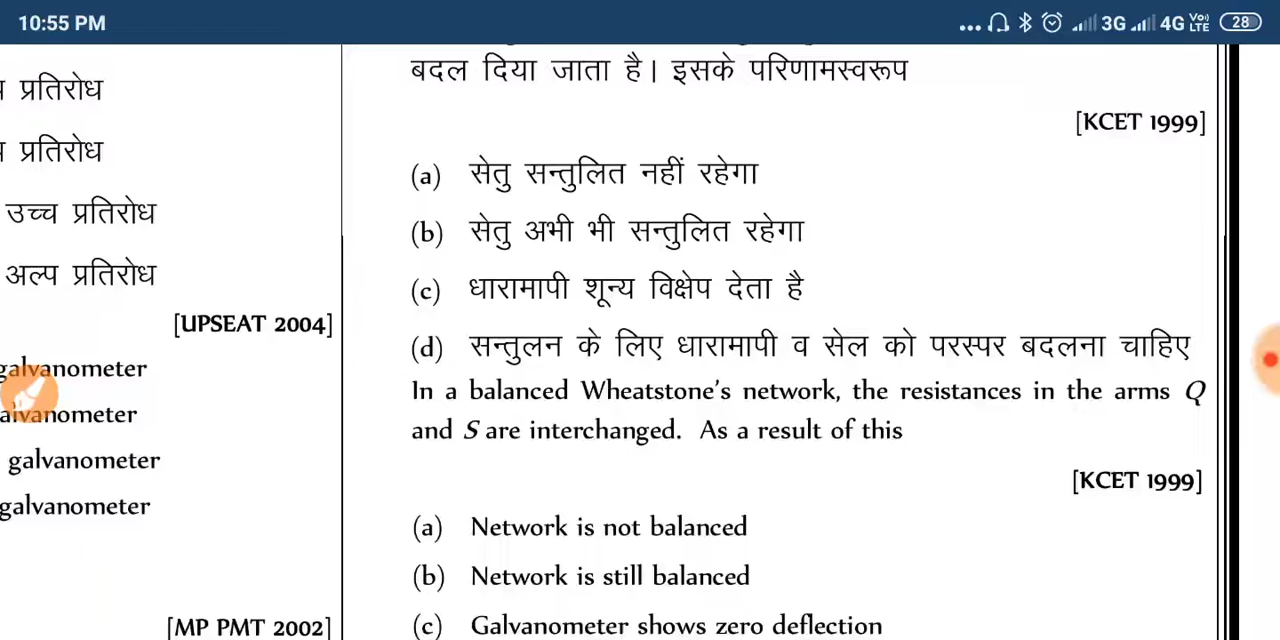 10:55 PM
3G 4G Vo) LTE 28
प्रतिरोध
प्रतिरोध
उच्च प्रतिरोध
अल्प प्रतिरोध
[UPSEAT 2004]
galvanometer
galvanometer
galvanometer
galvanometer
[MP PMT 2002]
बदल दिया जाता है। इसके परिणामस्वरूप
[KCET 1999]
(a) सेतु सन्तुलित नहीं रहेगा
(b) सेतु अभी भी सन्तुलित रहेगा
(c) धारामापी शून्य विक्षेप देता है
(d) सन्तुलन के लिए धारामापी व सेल को परस्पर बदलना चाहिए
In a balanced Wheatstone's network, the resistances in the arms Q
and S are interchanged. As a result of this
[KCET 1999]
(a) Network is not balanced
(b) Network is still balanced
(c) Galvanometer shows zero deflection